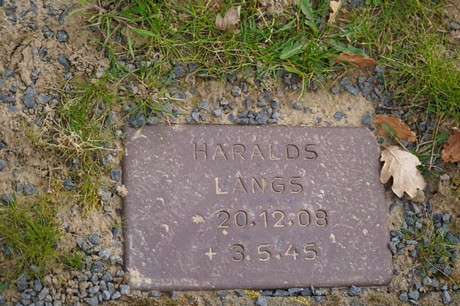 HARALDS
LANGS
* 20.12.08
+ 3.5.45